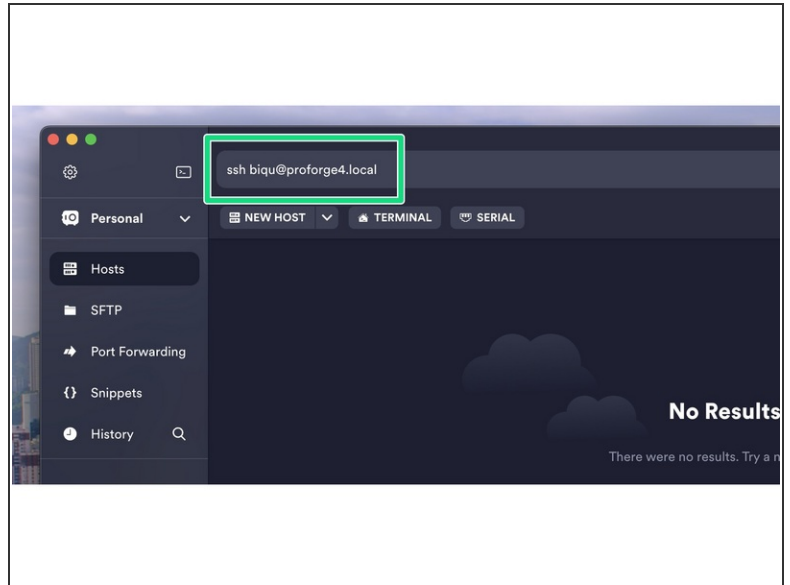 ssh biqu@proforge4.local
Personal
NEW HOST
TERMINAL
SERIAL
Hosts
SFTP
Port Forwarding
{} Snippets
History
No Results
There were no results. Try a n